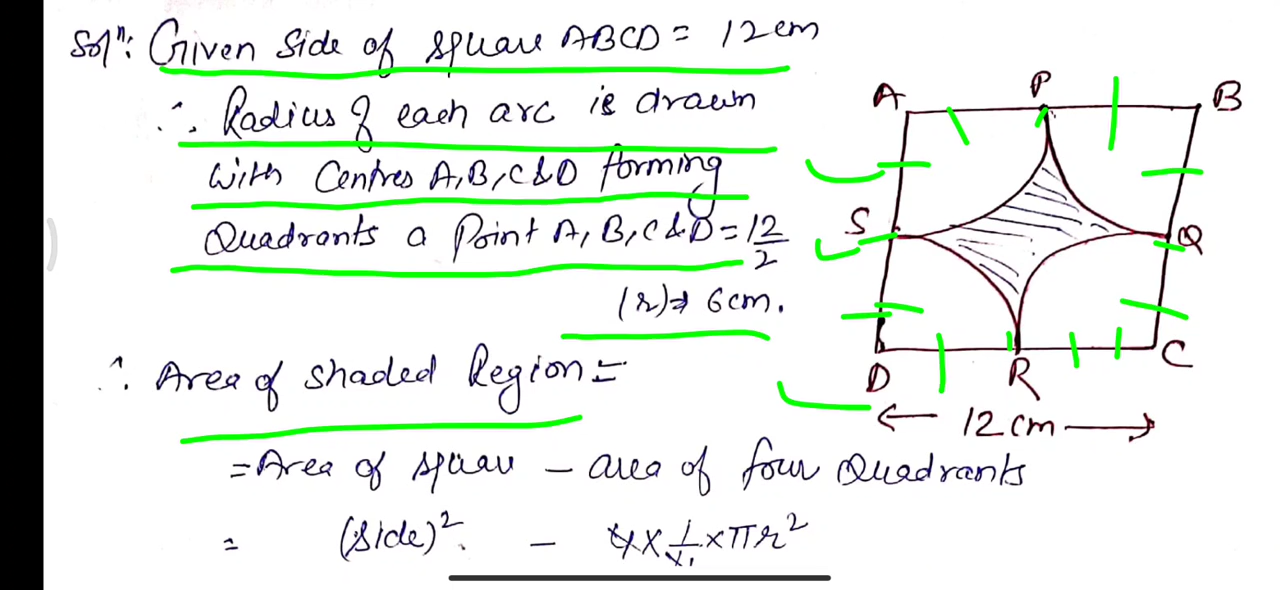 Solⁿ: Given Side of square ABCD = 12 cm
∴ Radius of each arc is drawn
with Centres A, B, C & D forming
Quadrants a Point A, B, C & D = 12/2
(r) ⇒ 6 cm.
∴ Area of shaded Region =
= Area of square – area of four Quadrants
= (Side)². – 4 × 1/4 × πr²
A P B
S Q
D R C
← 12 cm →